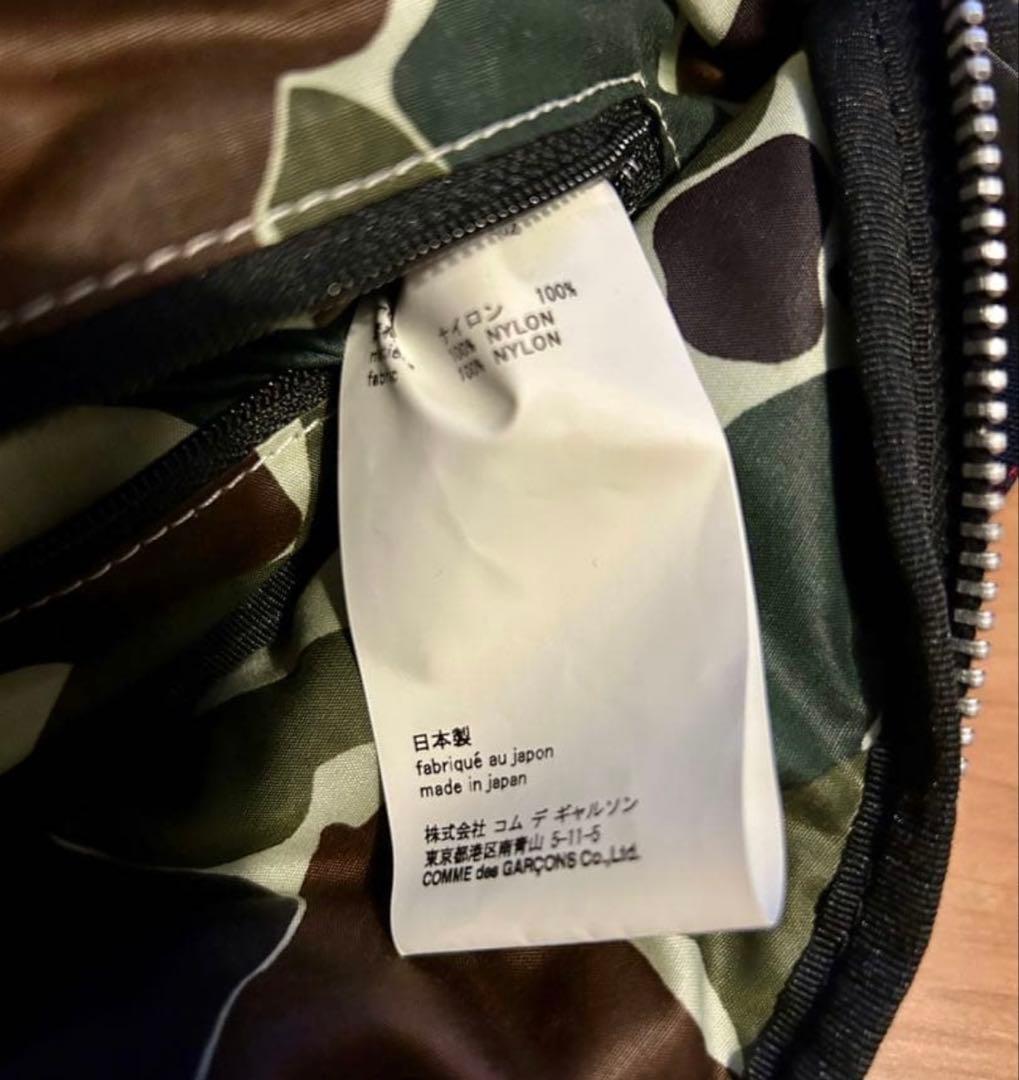 ナイロン 100%
100% NYLON
fabric 100% NYLON
日本製
fabriqué au japon
made in japan
株式会社 コム デ ギャルソン
東京都港区南青山 5-11-5
COMME des GARÇONS Co.,Ltd.